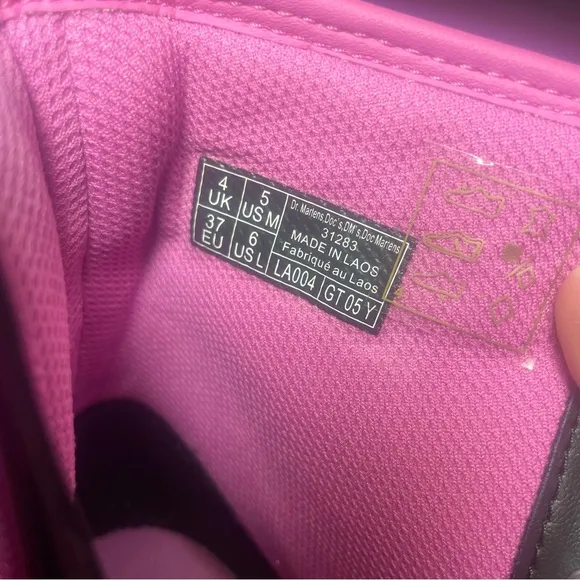 4 UK
5 US M
37 EU
6 US L
Dr. Martens,Doc's,DM's,Doc Martens
31283
MADE IN LAOS
Fabriqué au Laos
LA004
GT 05 Y